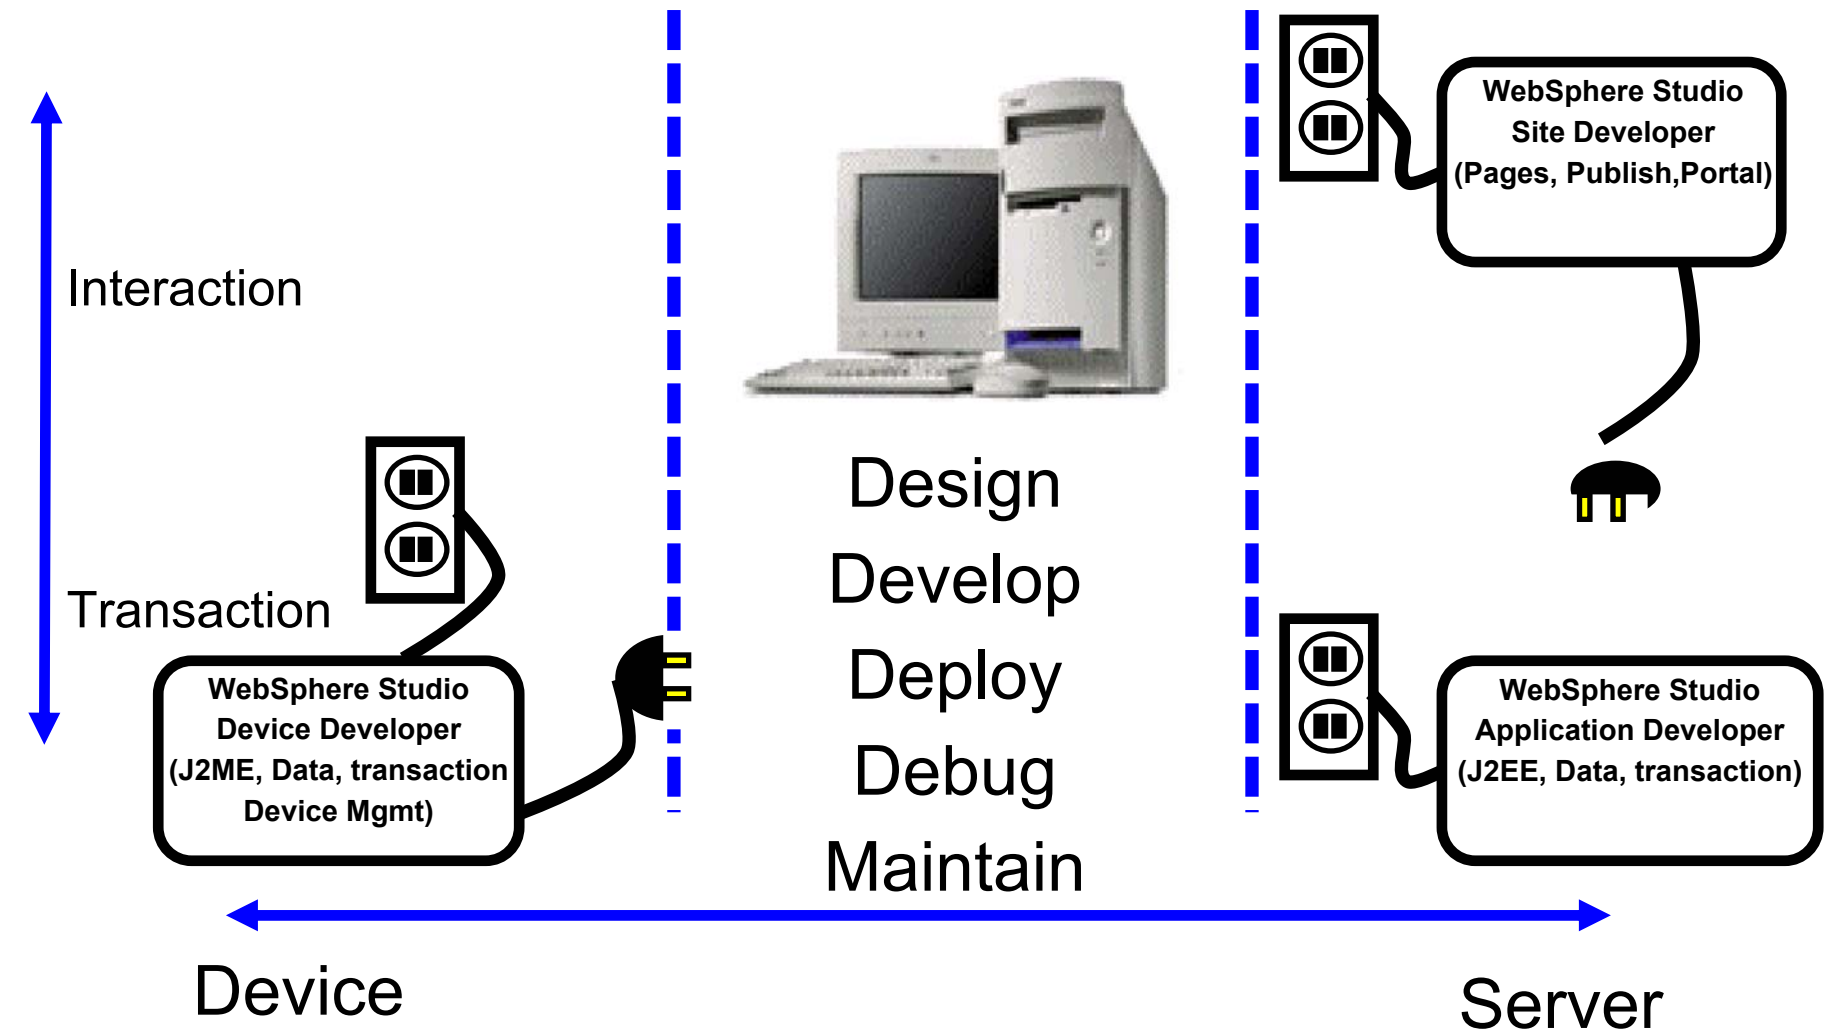 WebSphere Studio
Site Developer
(Pages, Publish,Portal)
Interaction
Transaction
WebSphere Studio
Device Developer
(J2ME, Data, transaction
Device Mgmt)
Design
Develop
Deploy
Debug
Maintain
WebSphere Studio
Application Developer
(J2EE, Data, transaction)
Device
Server